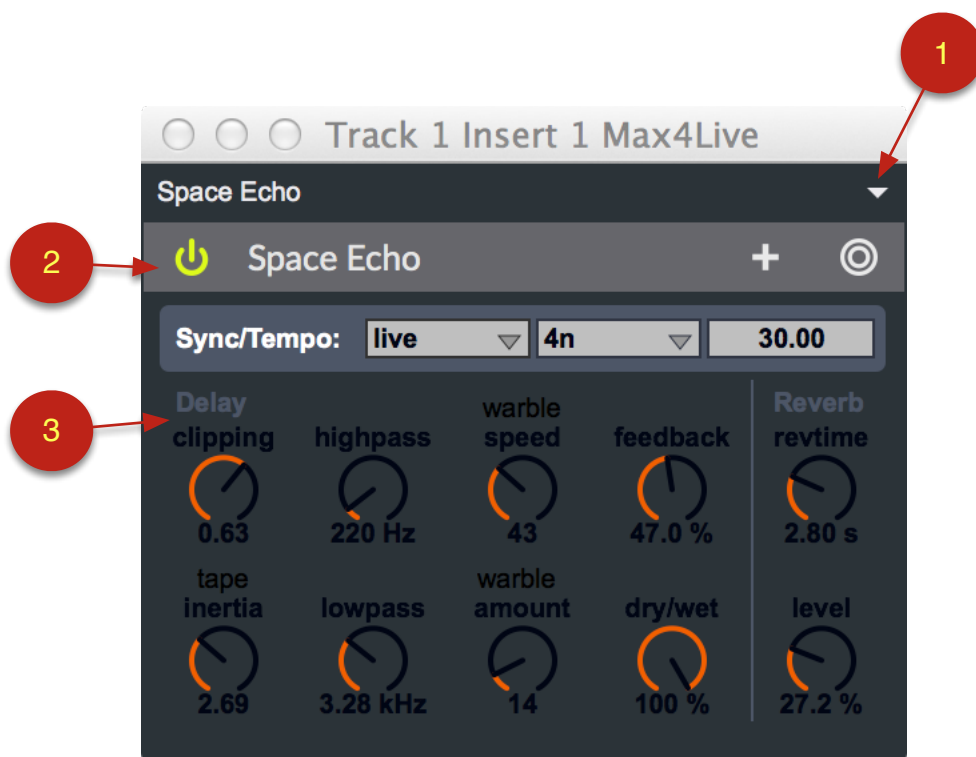 1
Track 1 Insert 1 Max4Live
Space Echo
2
Space Echo
Sync/Tempo: live 4n 30.00
3
Delay
Reverb
clipping
highpass
warble
speed
feedback
revtime
0.63
220 Hz
43
47.0 %
2.80 s
tape
inertia
lowpass
warble
amount
dry/wet
level
2.69
3.28 kHz
14
100 %
27.2 %